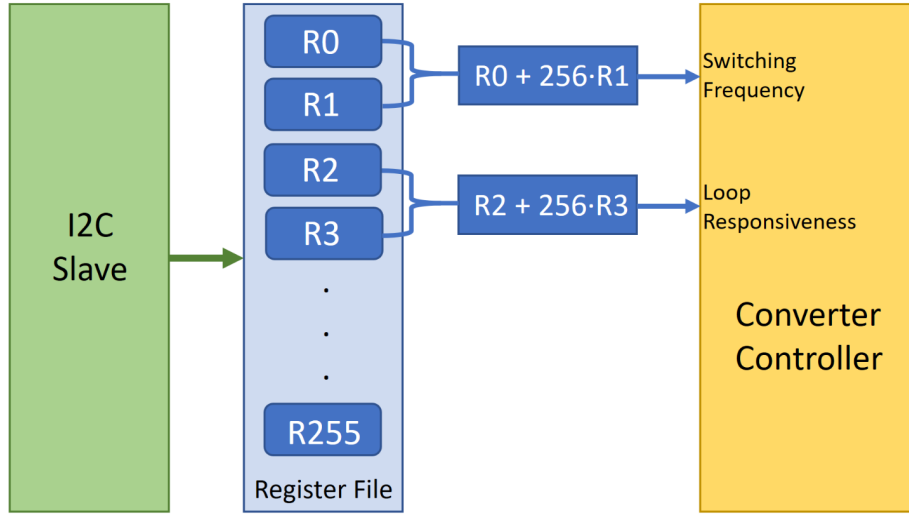 I2C
Slave
R0
R1
R2
R3
.
.
.
R255
Register File
R0 + 256·R1
R2 + 256·R3
Switching
Frequency
Loop
Responsiveness
Converter
Controller